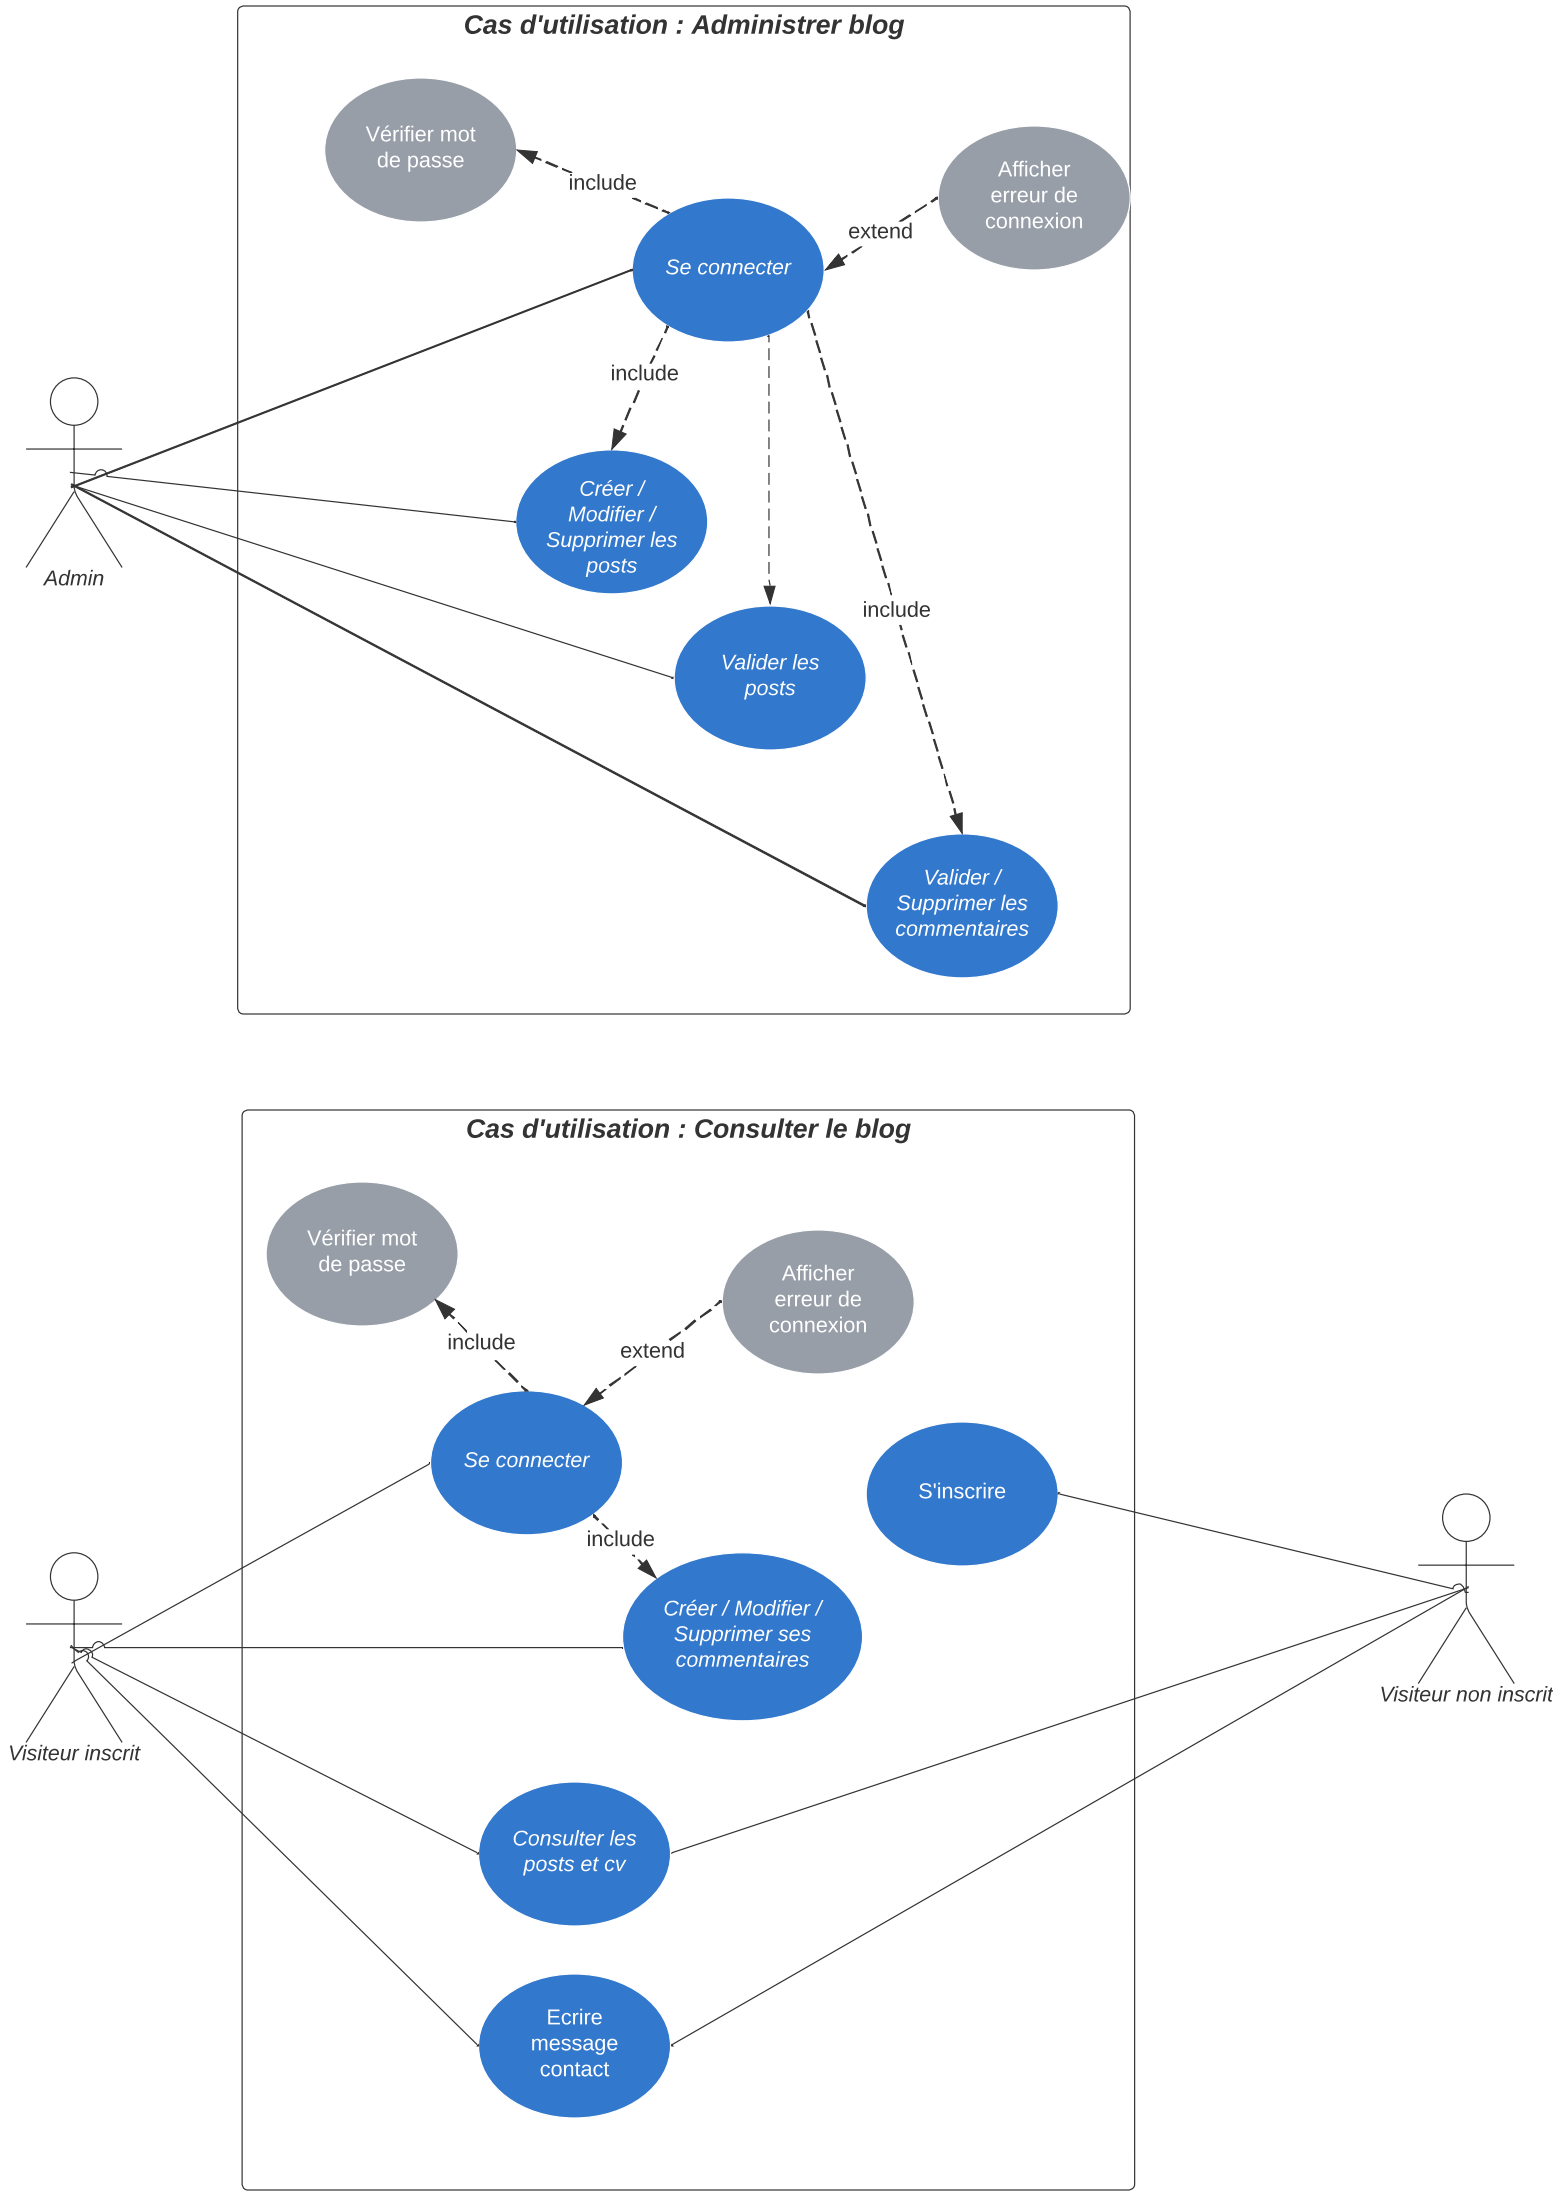 Cas d'utilisation : Administrer blog
Vérifier mot
de passe
Afficher
erreur de
connexion
include
extend
Se connecter
include
Créer /
Modifier /
Supprimer les
posts
Admin
include
Valider les
posts
Valider /
Supprimer les
commentaires
Cas d'utilisation : Consulter le blog
Vérifier mot
de passe
Afficher
erreur de
connexion
include
extend
Se connecter
S'inscrire
include
Créer / Modifier /
Supprimer ses
commentaires
Visiteur non inscrit
Visiteur inscrit
Consulter les
posts et cv
Ecrire
message
contact